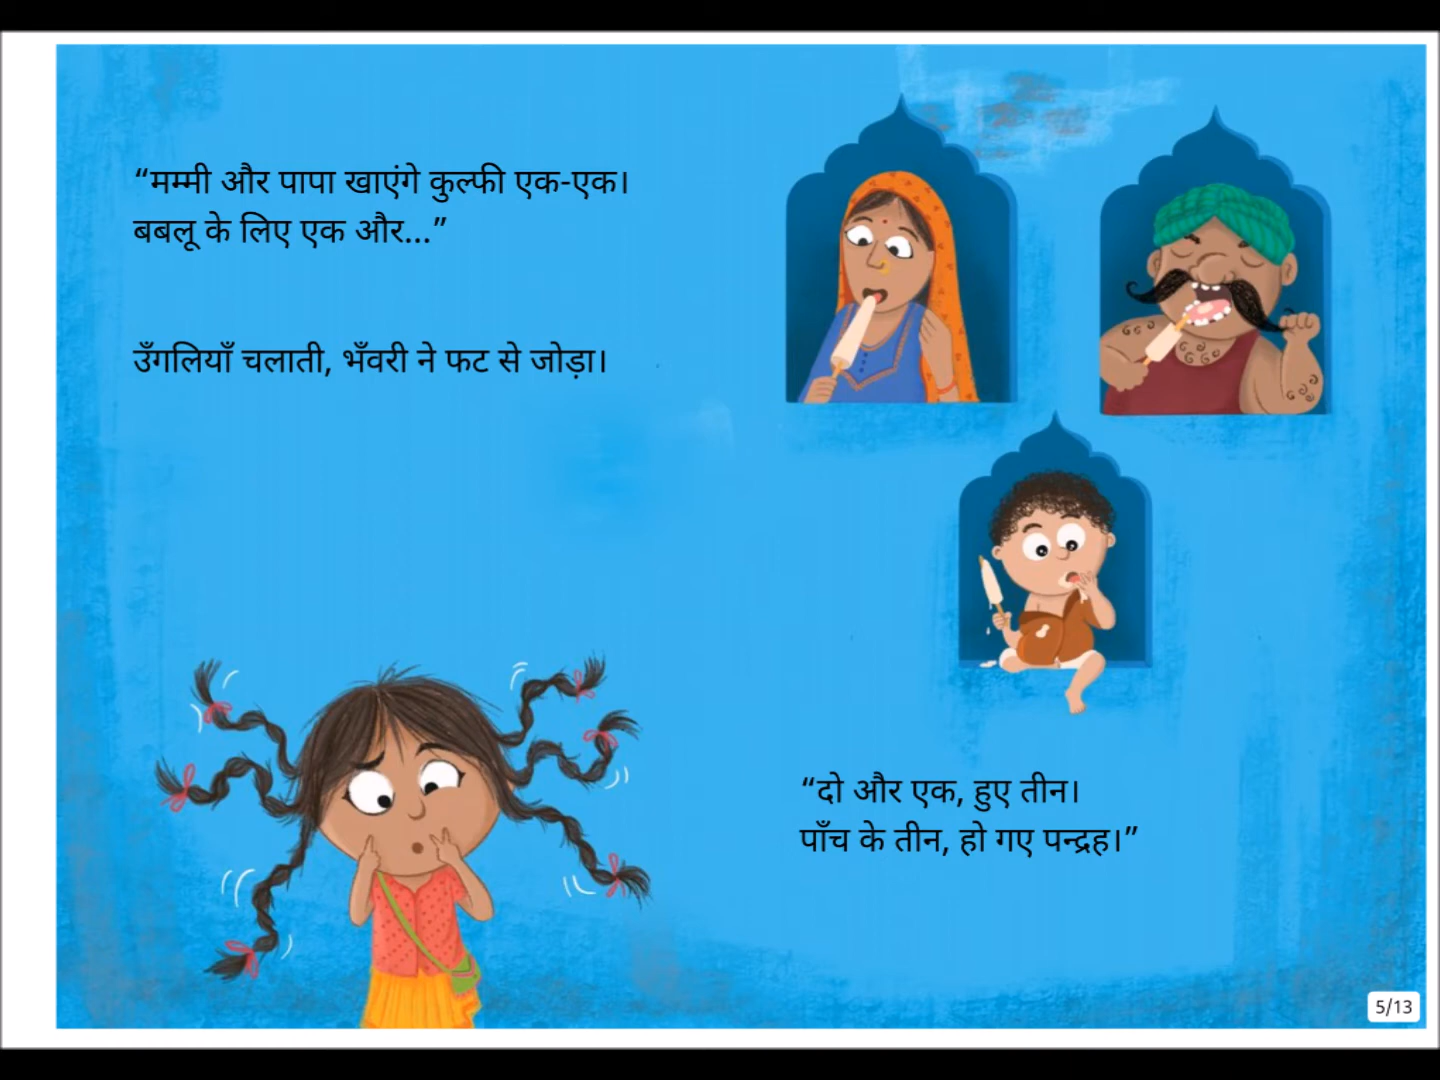 “मम्मी और पापा खाएंगे कुल्फी एक-एक।
बबलू के लिए एक और...”
उँगलियाँ चलाती, भँवरी ने फट से जोड़ा।
“दो और एक, हुए तीन।
पाँच के तीन, हो गए पन्द्रह।”
5/13